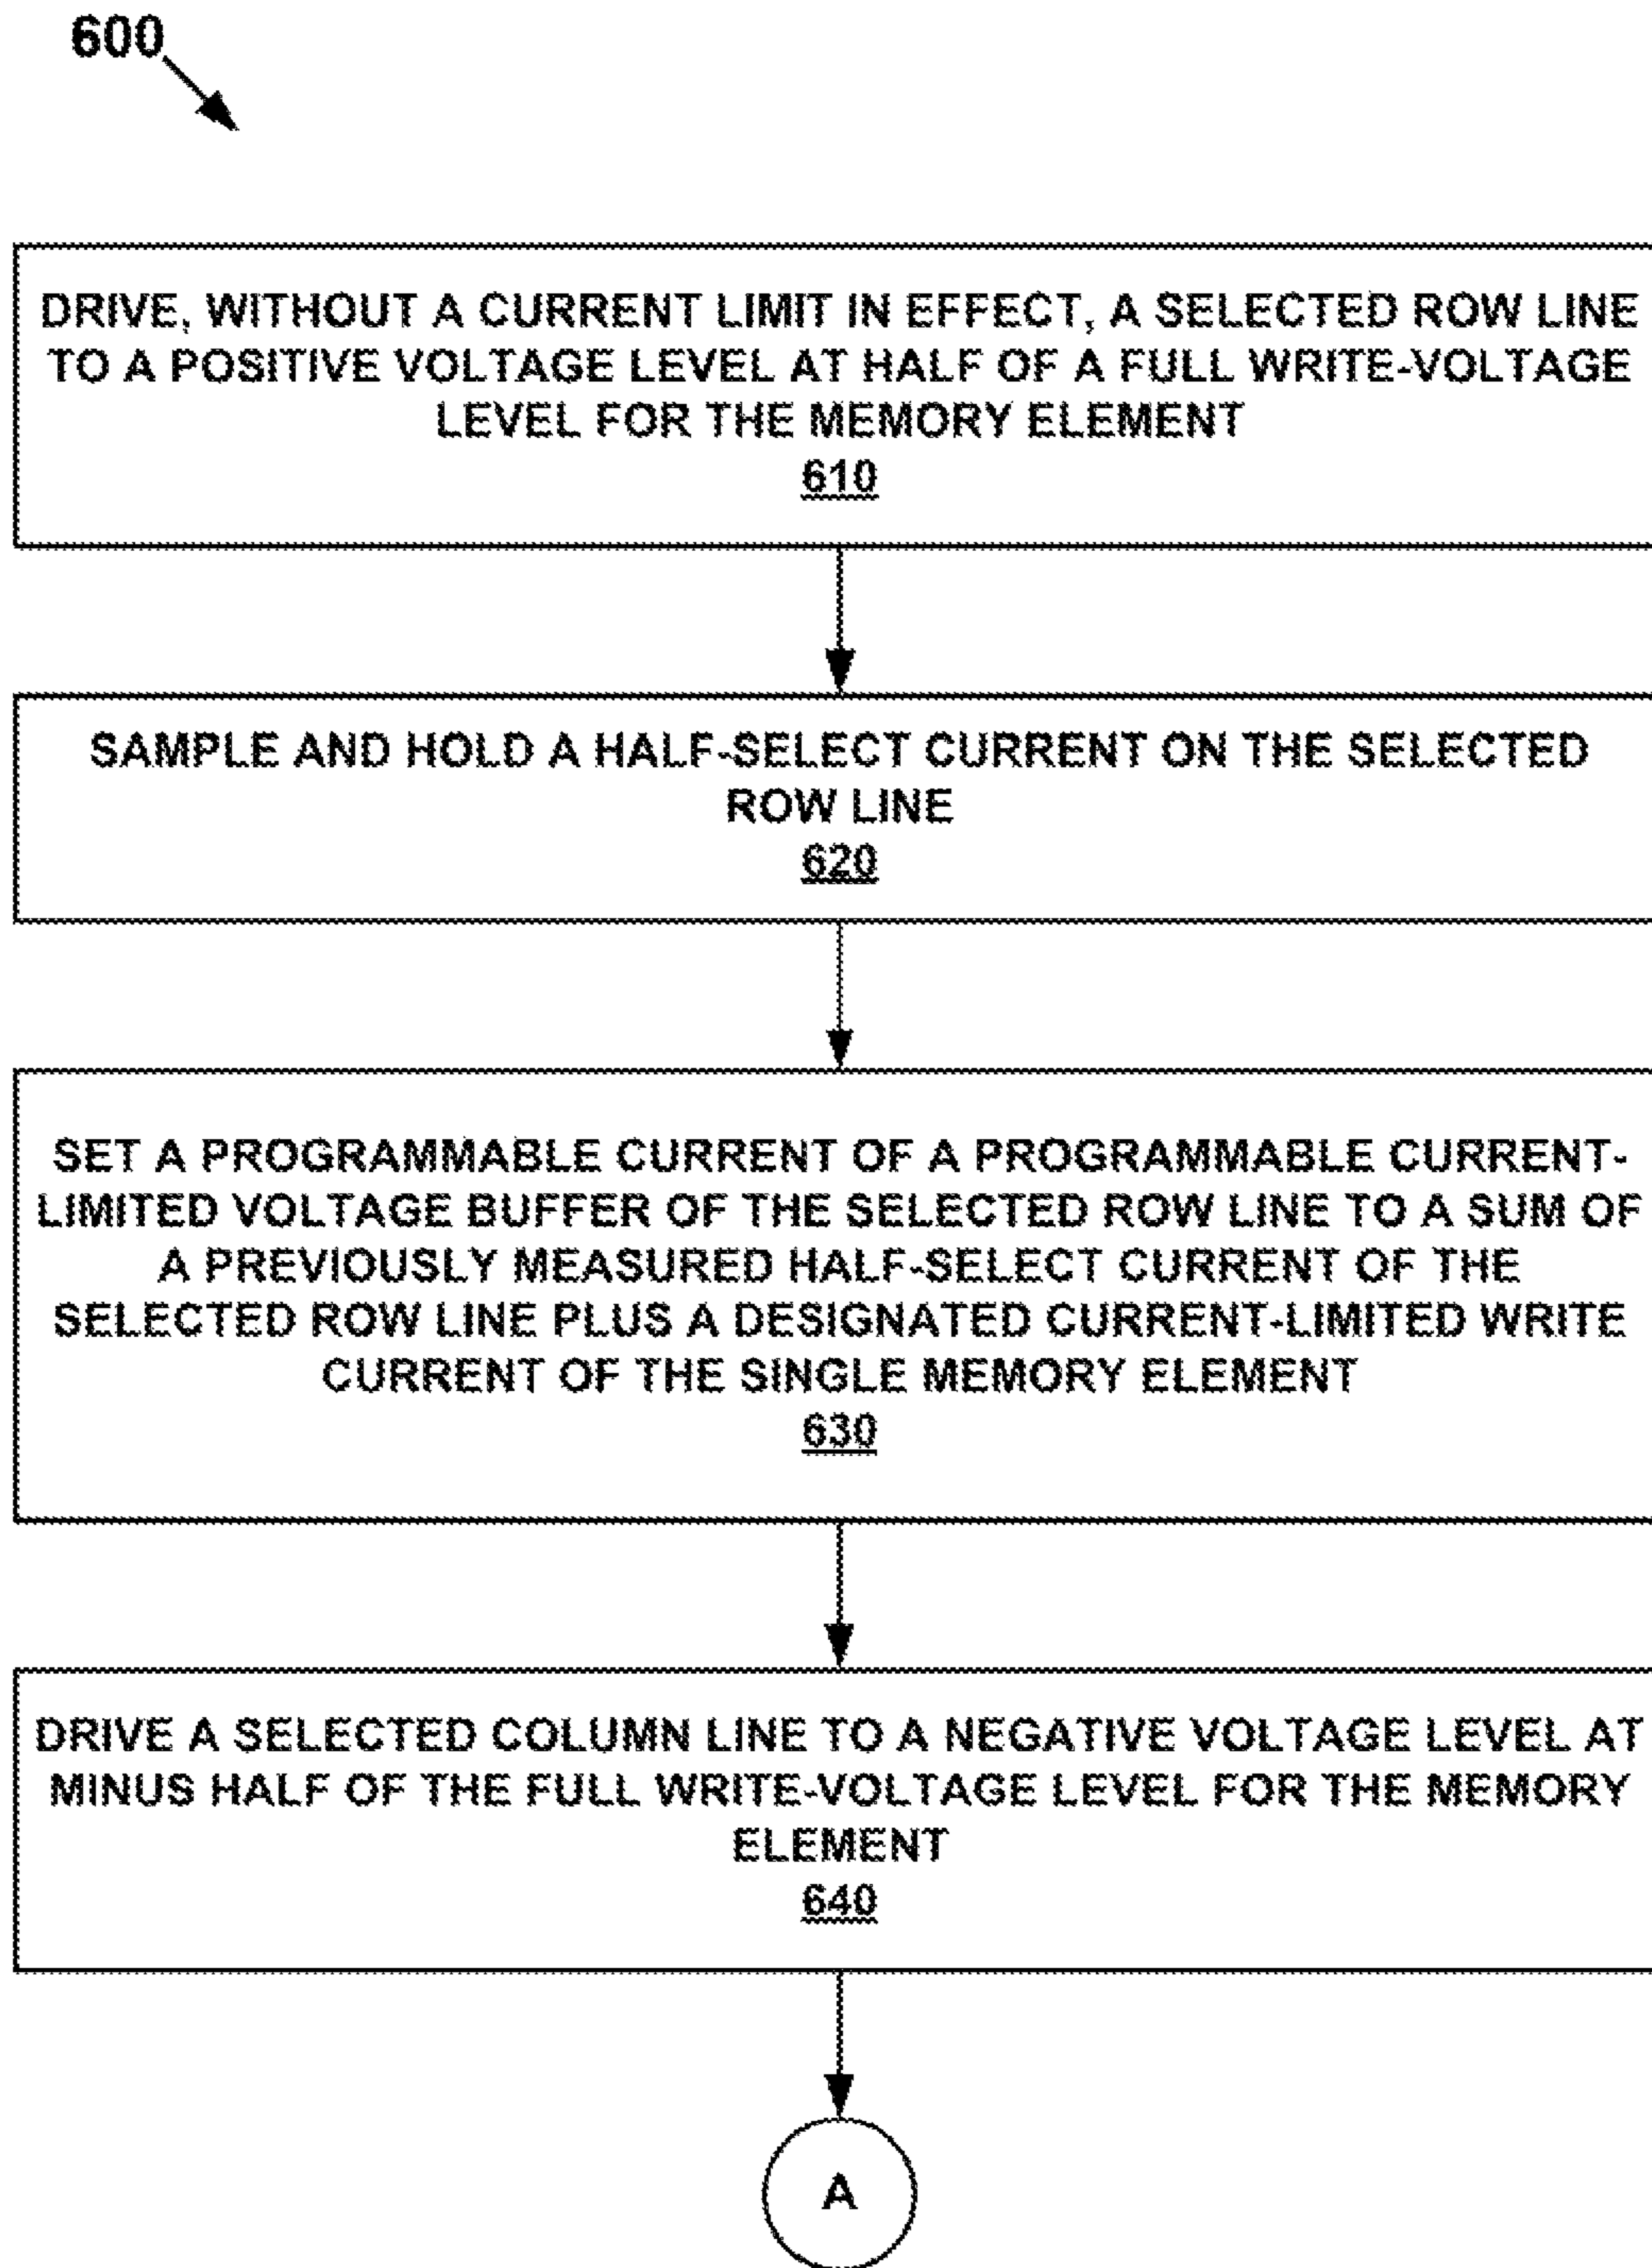 600
DRIVE, WITHOUT A CURRENT LIMIT IN EFFECT, A SELECTED ROW LINE
TO A POSITIVE VOLTAGE LEVEL AT HALF OF A FULL WRITE-VOLTAGE
LEVEL FOR THE MEMORY ELEMENT
610
SAMPLE AND HOLD A HALF-SELECT CURRENT ON THE SELECTED
ROW LINE
620
SET A PROGRAMMABLE CURRENT OF A PROGRAMMABLE CURRENT-
LIMITED VOLTAGE BUFFER OF THE SELECTED ROW LINE TO A SUM OF
A PREVIOUSLY MEASURED HALF-SELECT CURRENT OF THE
SELECTED ROW LINE PLUS A DESIGNATED CURRENT-LIMITED WRITE
CURRENT OF THE SINGLE MEMORY ELEMENT
630
DRIVE A SELECTED COLUMN LINE TO A NEGATIVE VOLTAGE LEVEL AT
MINUS HALF OF THE FULL WRITE-VOLTAGE LEVEL FOR THE MEMORY
ELEMENT
640
A